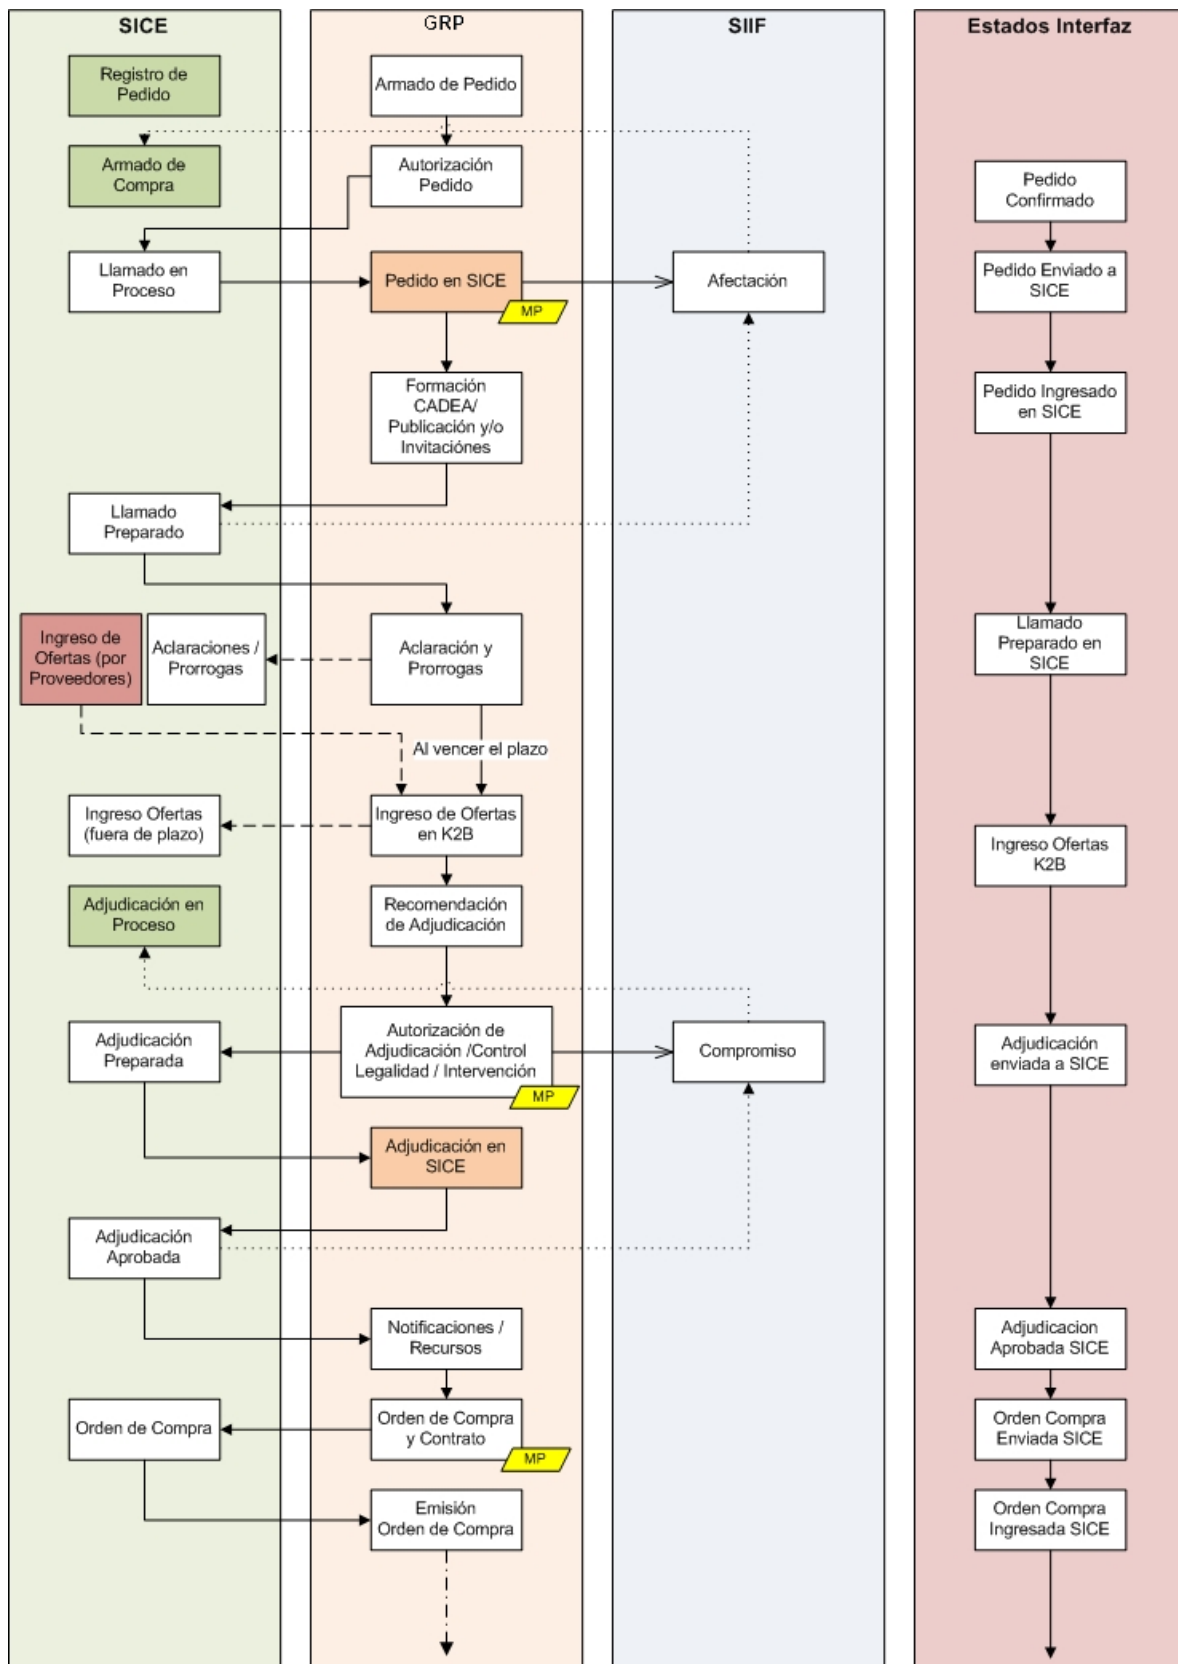 SICE
GRP
SIIF
Estados Interfaz
Registro de
Pedido
Armado de Pedido
Armado de
Compra
Autorización
Pedido
Pedido
Confirmado
Llamado en
Proceso
Pedido en SICE
MP
Afectación
Pedido Enviado a
SICE
Formación
CADEA/
Publicación y/o
Invitaciónes
Pedido Ingresado
en SICE
Llamado
Preparado
Ingreso de
Ofertas (por
Proveedores)
Aclaraciones /
Prorrogas
Aclaración y
Prorrogas
Llamado
Preparado en
SICE
Al vencer el plazo
Ingreso Ofertas
(fuera de plazo)
Ingreso de Ofertas
en K2B
Ingreso Ofertas
K2B
Adjudicación en
Proceso
Recomendación
de Adjudicación
Adjudicación
Preparada
Autorización de
Adjudicación /Control
Legalidad / Intervención
MP
Compromiso
Adjudicación
enviada a SICE
Adjudicación en
SICE
Adjudicación
Aprobada
Notificaciones /
Recursos
Adjudicacion
Aprobada SICE
Orden de Compra
Orden de Compra
y Contrato
MP
Orden Compra
Enviada SICE
Emisión
Orden de Compra
Orden Compra
Ingresada SICE